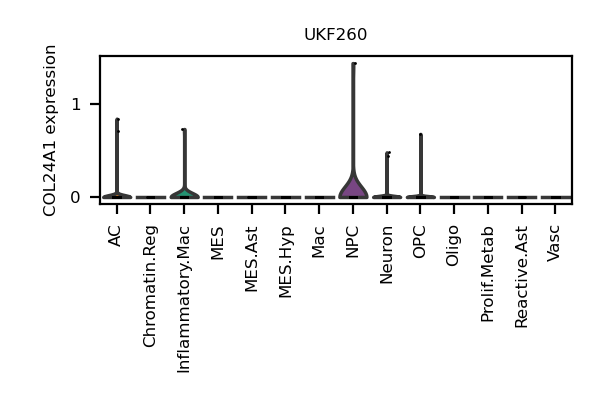 UKF260
COL24A1 expression
1
0
AC
Chromatin.Reg
Inflammatory.Mac
MES
MES.Ast
MES.Hyp
Mac
NPC
Neuron
OPC
Oligo
Prolif.Metab
Reactive.Ast
Vasc